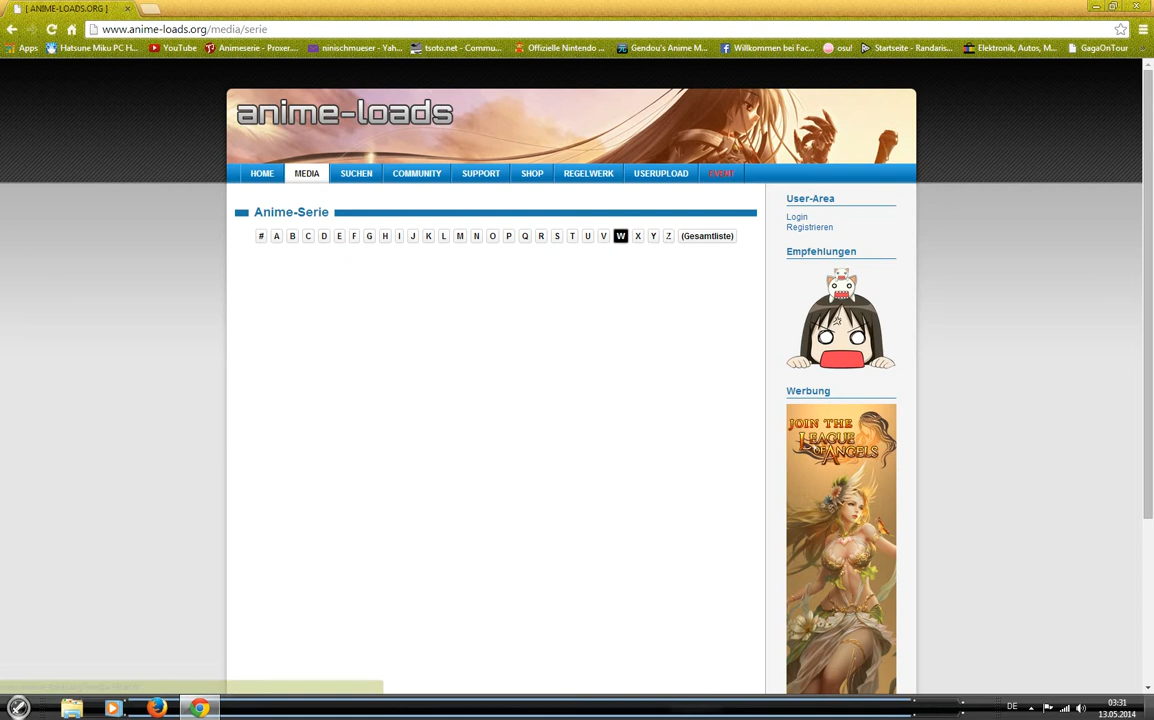 [ ANIME-LOADS.ORG ]
www.anime-loads.org/media/serie
Apps Hatsune Miku PC H... YouTube Animeserie - Proxer.... ninischmueser - Yah... tsoto.net - Commu... Offizielle Nintendo ... Gendou's Anime M... Willkommen bei Fac... osu! Startseite - Randaris... Elektronik, Autos, M... GagaOnTour
anime-loads
HOME MEDIA SUCHEN COMMUNITY SUPPORT SHOP REGELWERK USERUPLOAD EVENT
Anime-Serie
# A B C D E F G H I J K L M N O P Q R S T U V W X Y Z (Gesamtliste)
User-Area
Login
Registrieren
Empfehlungen
Werbung
JOIN THE
LEAGUE
OF ANGELS
DE
03:31
13.05.2014